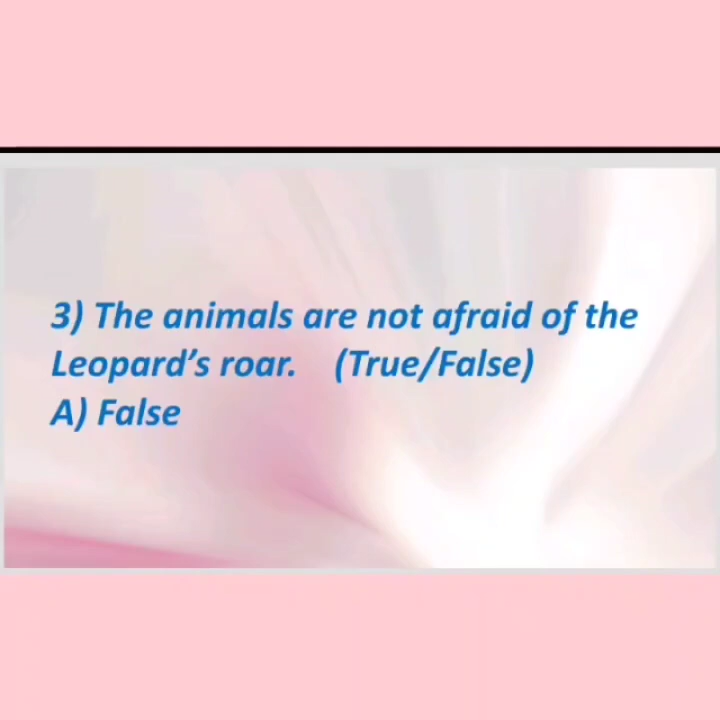 3) The animals are not afraid of the
Leopard's roar. (True/False)
A) False